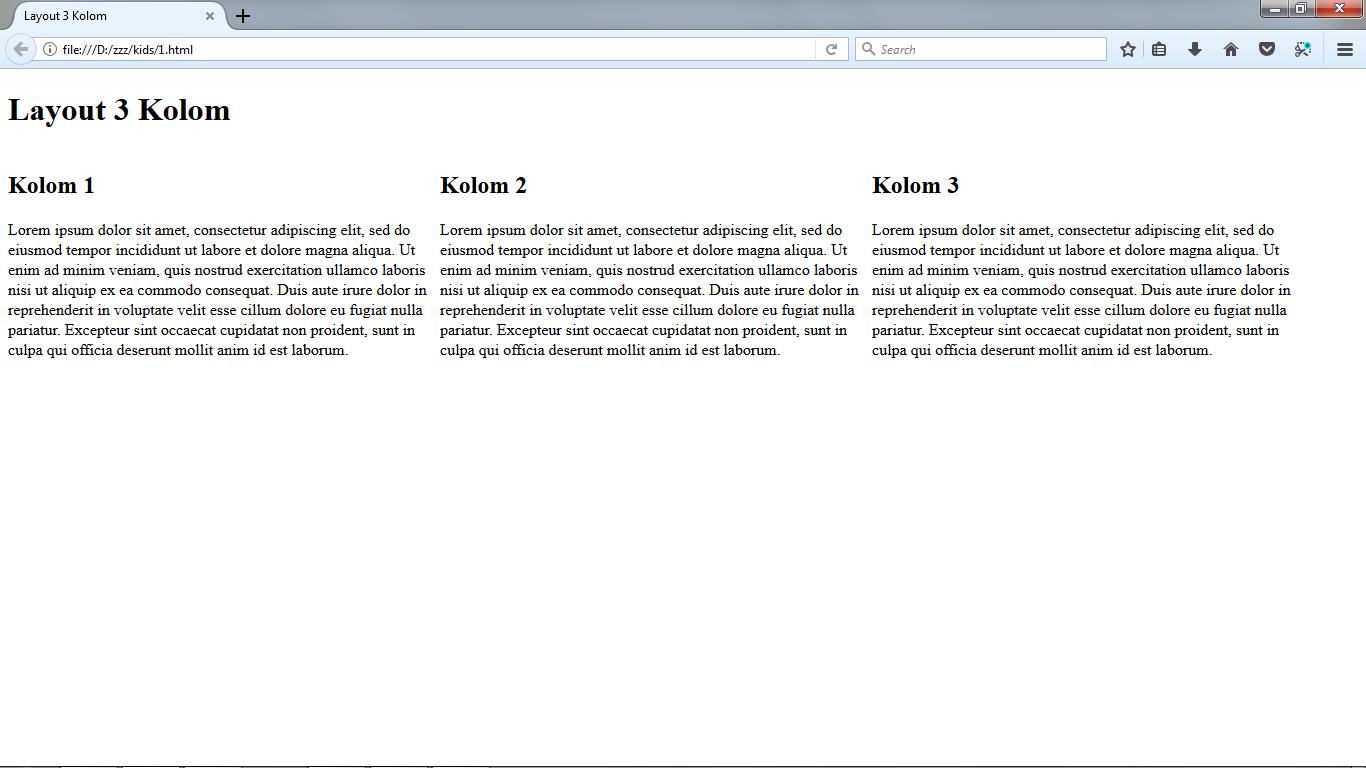 Layout 3 Kolom
file:///D:/zzz/kids/1.html
Search
Layout 3 Kolom
Kolom 1
Lorem ipsum dolor sit amet, consectetur adipiscing elit, sed do
eiusmod tempor incididunt ut labore et dolore magna aliqua. Ut
enim ad minim veniam, quis nostrud exercitation ullamco laboris
nisi ut aliquip ex ea commodo consequat. Duis aute irure dolor in
reprehenderit in voluptate velit esse cillum dolore eu fugiat nulla
pariatur. Excepteur sint occaecat cupidatat non proident, sunt in
culpa qui officia deserunt mollit anim id est laborum.
Kolom 2
Lorem ipsum dolor sit amet, consectetur adipiscing elit, sed do
eiusmod tempor incididunt ut labore et dolore magna aliqua. Ut
enim ad minim veniam, quis nostrud exercitation ullamco laboris
nisi ut aliquip ex ea commodo consequat. Duis aute irure dolor in
reprehenderit in voluptate velit esse cillum dolore eu fugiat nulla
pariatur. Excepteur sint occaecat cupidatat non proident, sunt in
culpa qui officia deserunt mollit anim id est laborum.
Kolom 3
Lorem ipsum dolor sit amet, consectetur adipiscing elit, sed do
eiusmod tempor incididunt ut labore et dolore magna aliqua. Ut
enim ad minim veniam, quis nostrud exercitation ullamco laboris
nisi ut aliquip ex ea commodo consequat. Duis aute irure dolor in
reprehenderit in voluptate velit esse cillum dolore eu fugiat nulla
pariatur. Excepteur sint occaecat cupidatat non proident, sunt in
culpa qui officia deserunt mollit anim id est laborum.